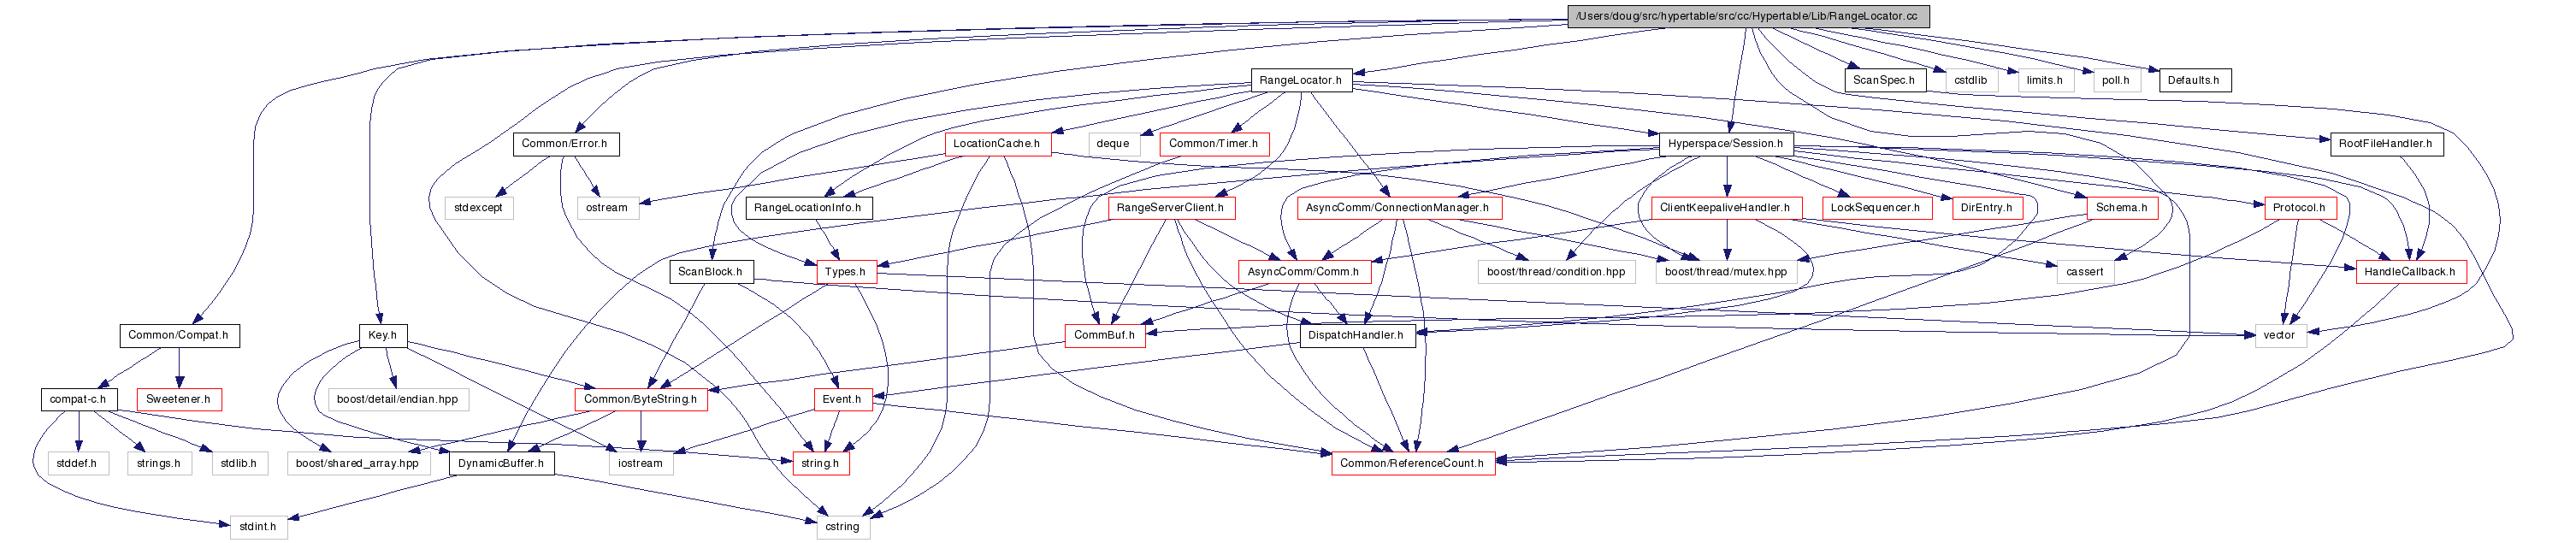 /Users/doug/src/hypertable/src/cc/Hypertable/Lib/RangeLocator.cc
RangeLocator.h
ScanSpec.h
cstdlib
limits.h
poll.h
Defaults.h
Common/Error.h
LocationCache.h
deque
Common/Timer.h
Hyperspace/Session.h
RootFileHandler.h
stdexcept
ostream
RangeLocationInfo.h
RangeServerClient.h
AsyncComm/ConnectionManager.h
ClientKeepaliveHandler.h
LockSequencer.h
DirEntry.h
Schema.h
Protocol.h
ScanBlock.h
Types.h
AsyncComm/Comm.h
boost/thread/condition.hpp
boost/thread/mutex.hpp
cassert
HandleCallback.h
Common/Compat.h
Key.h
CommBuf.h
DispatchHandler.h
vector
compat-c.h
Sweetener.h
boost/detail/endian.hpp
Common/ByteString.h
Event.h
stddef.h
strings.h
stdlib.h
boost/shared_array.hpp
DynamicBuffer.h
iostream
string.h
Common/ReferenceCount.h
stdint.h
cstring